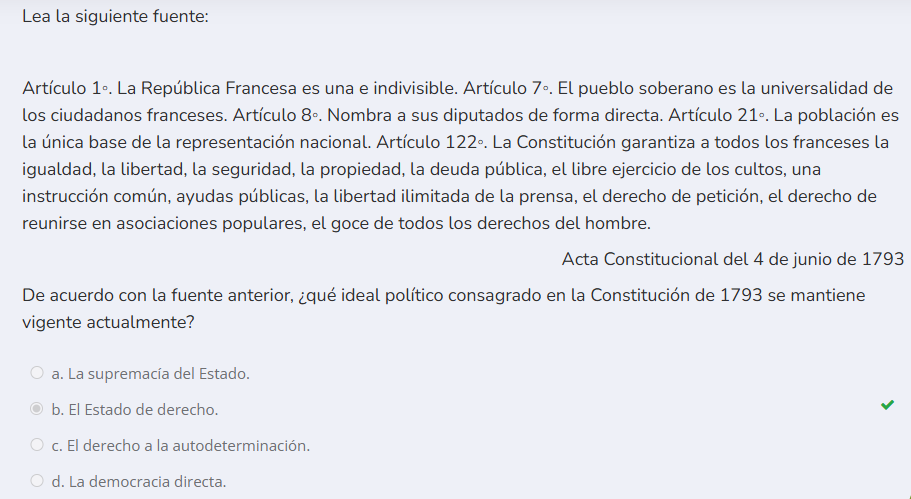 Lea la siguiente fuente:
Artículo 1°. La República Francesa es una e indivisible. Artículo 7°. El pueblo soberano es la universalidad de
los ciudadanos franceses. Artículo 8°. Nombra a sus diputados de forma directa. Artículo 21°. La población es
la única base de la representación nacional. Artículo 122°. La Constitución garantiza a todos los franceses la
igualdad, la libertad, la seguridad, la propiedad, la deuda pública, el libre ejercicio de los cultos, una
instrucción común, ayudas públicas, la libertad ilimitada de la prensa, el derecho de petición, el derecho de
reunirse en asociaciones populares, el goce de todos los derechos del hombre.
Acta Constitucional del 4 de junio de 1793
De acuerdo con la fuente anterior, ¿qué ideal político consagrado en la Constitución de 1793 se mantiene
vigente actualmente?
a. La supremacía del Estado.
b. El Estado de derecho.
c. El derecho a la autodeterminación.
d. La democracia directa.